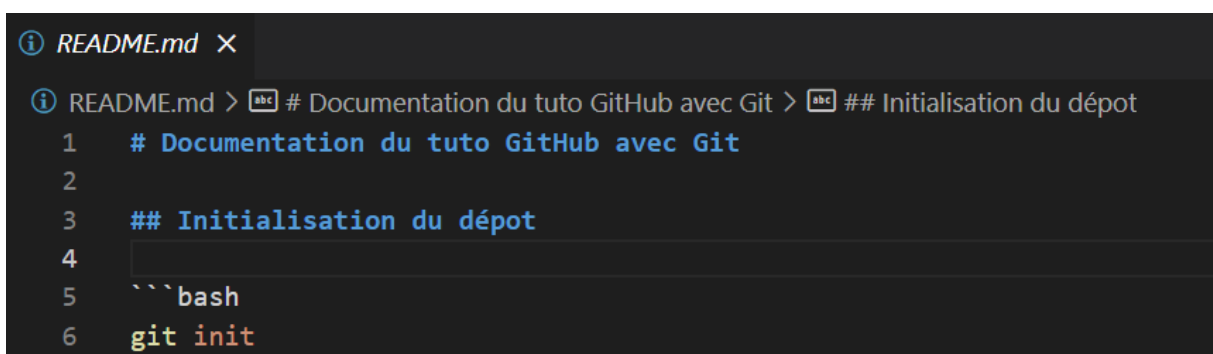 README.md
README.md > # Documentation du tuto GitHub avec Git > ## Initialisation du dépot
1 # Documentation du tuto GitHub avec Git
2
3 ## Initialisation du dépot
4
5 ```bash
6 git init